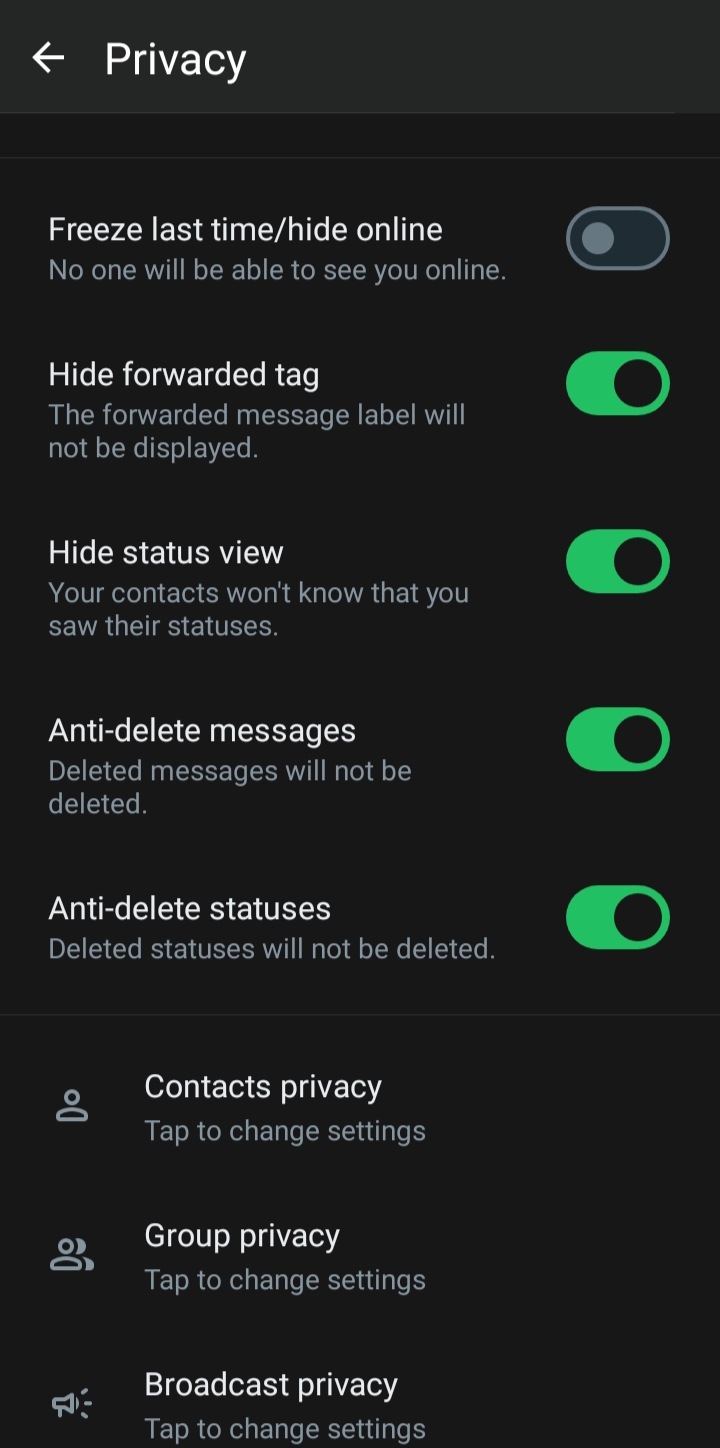 Privacy
Freeze last time/hide online
No one will be able to see you online.
Hide forwarded tag
The forwarded message label will
not be displayed.
Hide status view
Your contacts won't know that you
saw their statuses.
Anti-delete messages
Deleted messages will not be
deleted.
Anti-delete statuses
Deleted statuses will not be deleted.
Contacts privacy
Tap to change settings
Group privacy
Tap to change settings
Broadcast privacy
Tap to change settings